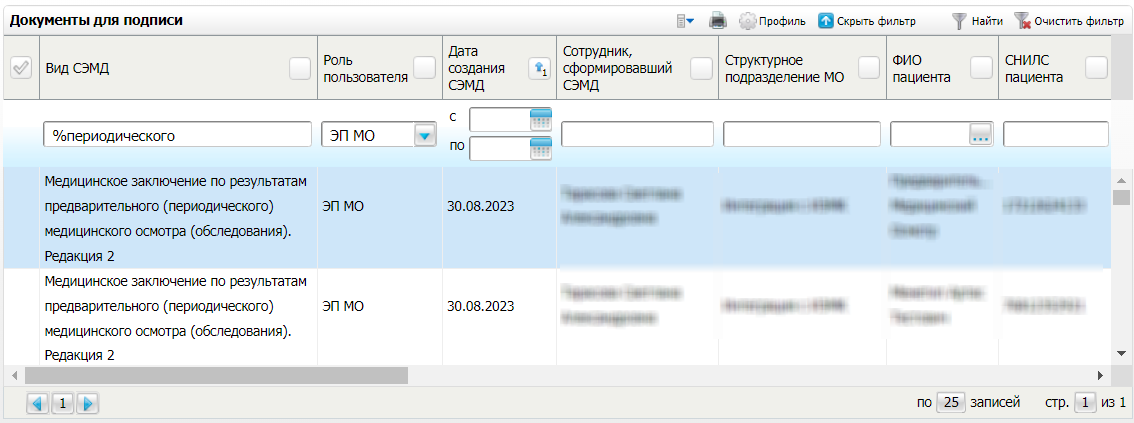 Документы для подписи
Профиль
Скрыть фильтр
Найти
Очистить фильтр
Вид СЭМД
Роль
пользователя
Дата
создания
СЭМД
1
Сотрудник,
сформировавший
СЭМД
Структурное
подразделение МО
ФИО
пациента
СНИЛС
пациента
%периодического
ЭП МО
с
по
...
Медицинское заключение по результатам
предварительного (периодического)
медицинского осмотра (обследования).
Редакция 2
ЭП МО
30.08.2023
Медицинское заключение по результатам
предварительного (периодического)
медицинского осмотра (обследования).
Редакция 2
ЭП МО
30.08.2023
1
по 25 записей
стр. 1 из 1